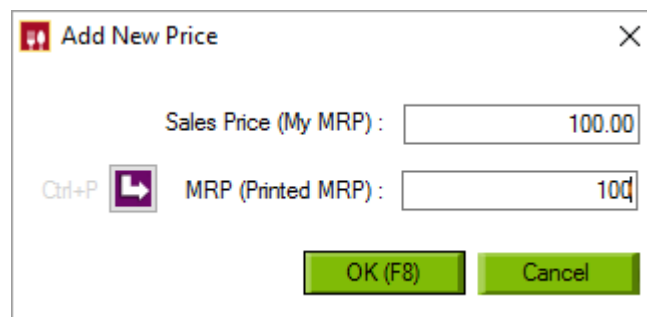 Add New Price
Sales Price (My MRP) : 100.00
Ctrl+P MRP (Printed MRP) : 100
OK (F8) Cancel